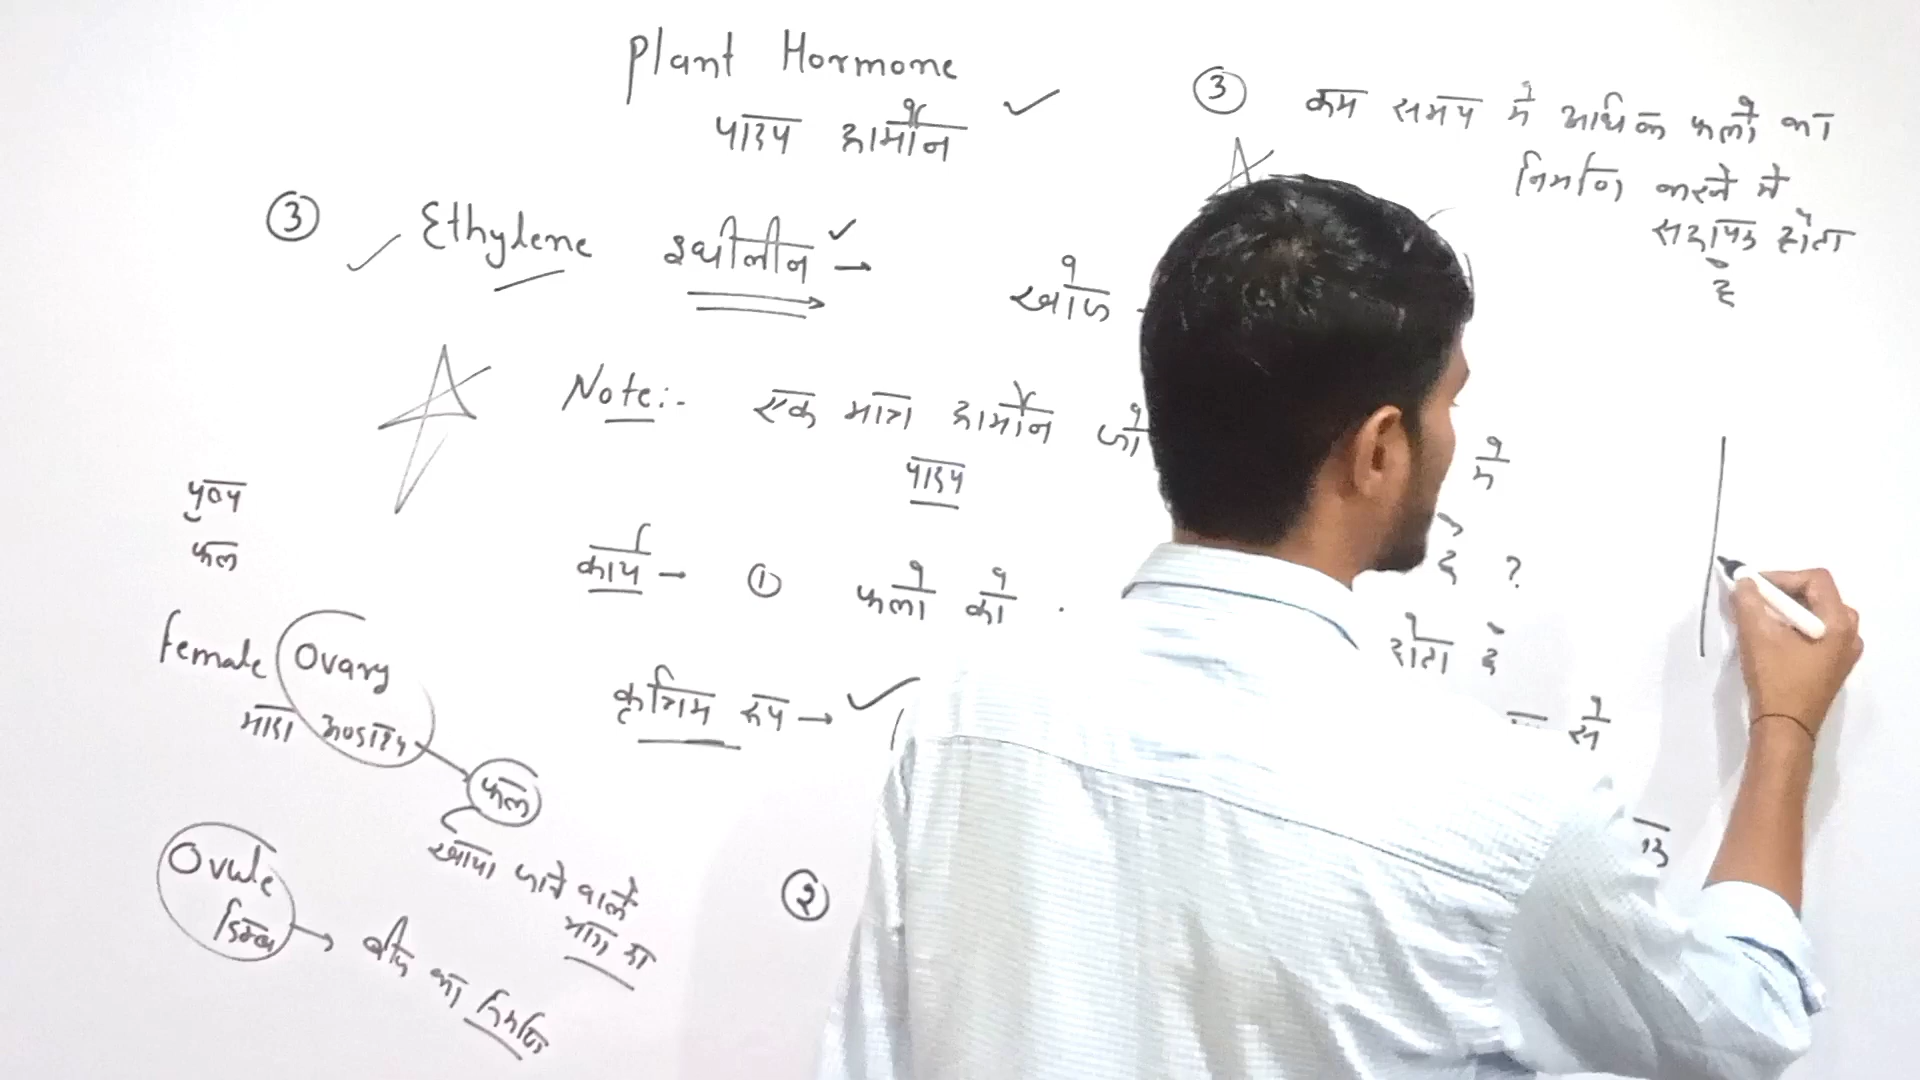 Plant Hormone
पादप हार्मोन
③ Ethylene इथीलीन →
खोज
Note:- एक मात्र हार्मोन जो
पादप
में
है ?
कार्य → ① फलों को
होता है
कृत्रिम रूप →
से
②
③ कम समय में अधिक फलों का
निर्माण करने में
सहायक होता
है
पुष्प
फल
Female Ovary
मादा अण्डाशय
फल
खाया जाने वाले
भाग का
Ovule
डिम्ब → बीज का निर्माण